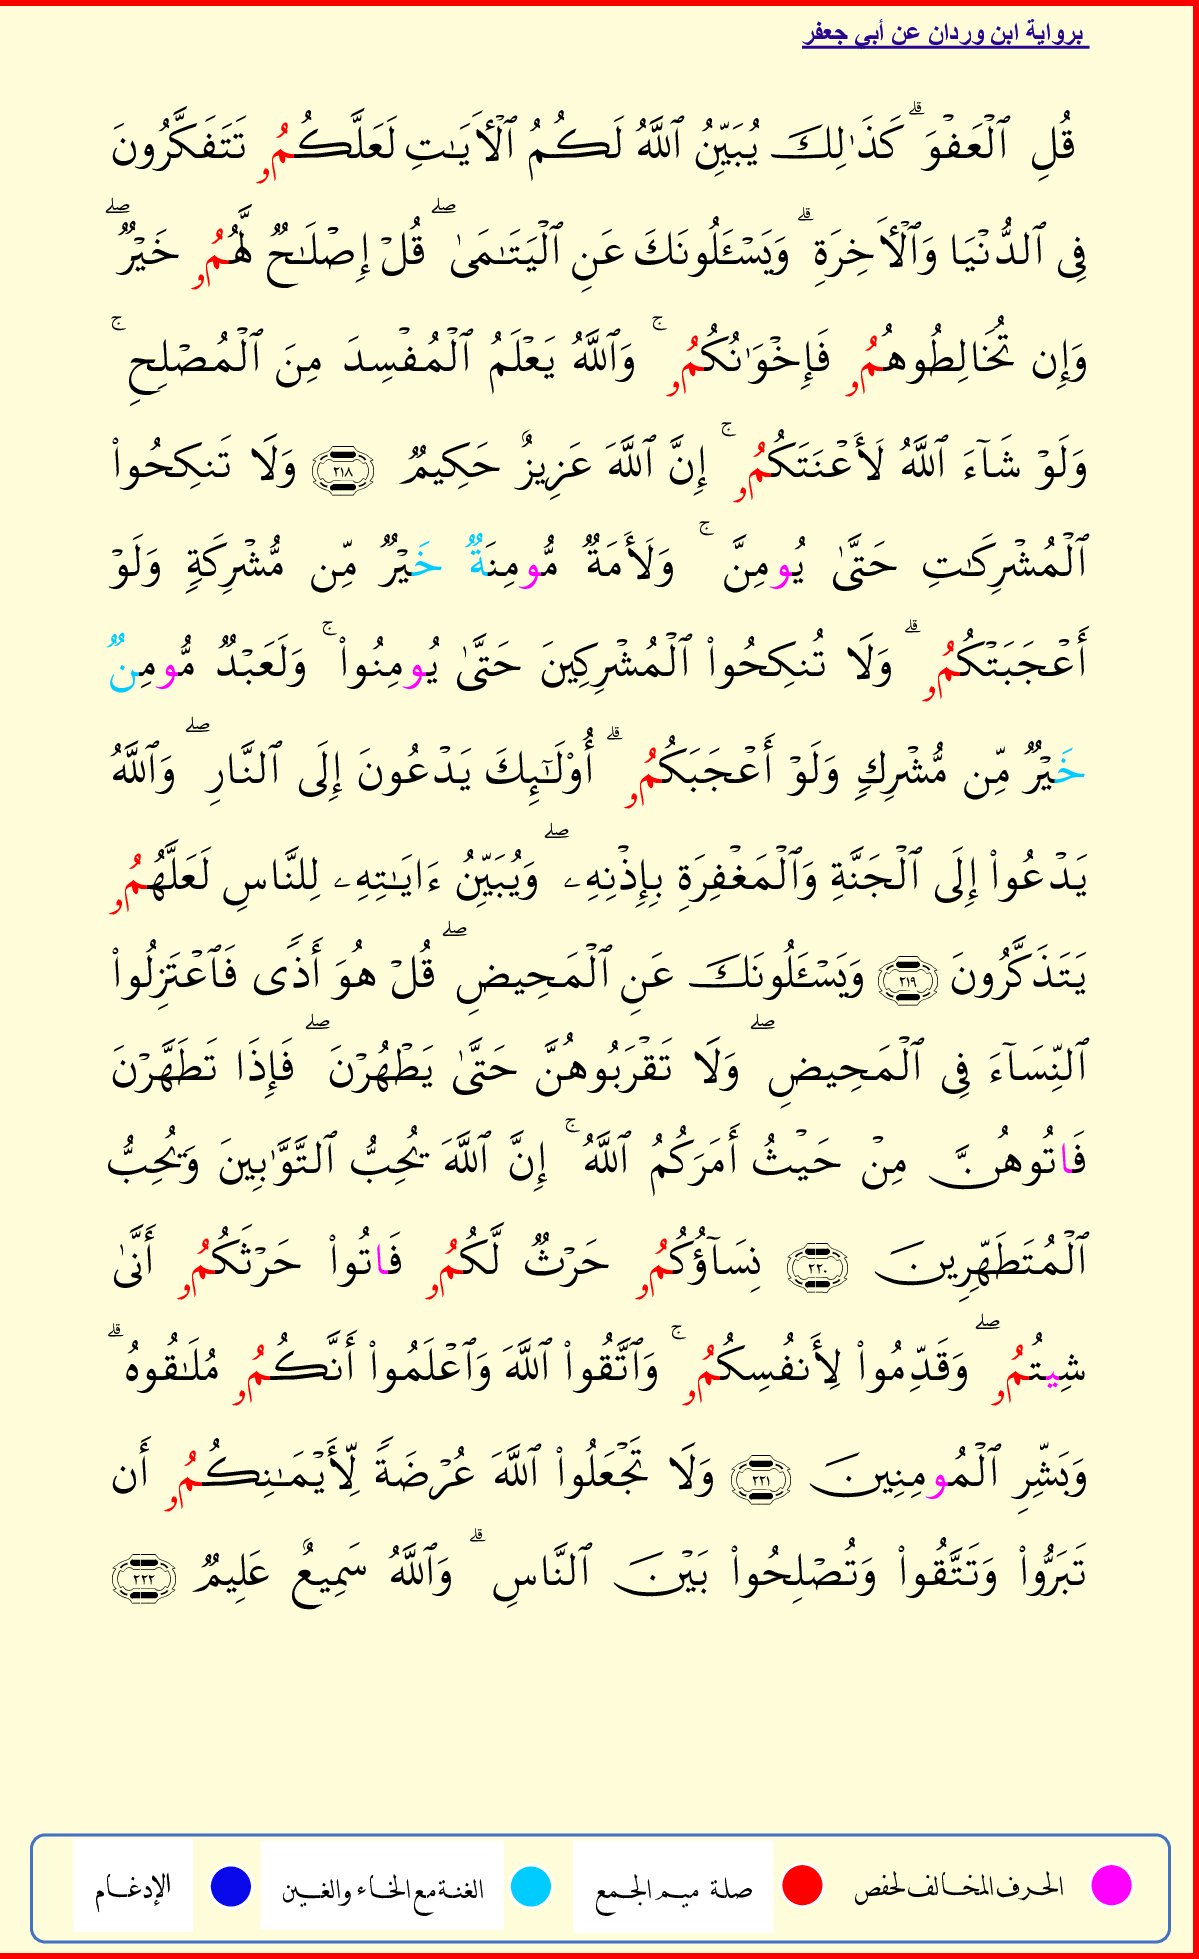 برواية ابن وردان عن أبي جعفر
قُلِ ٱلۡعَفۡوَۗ كَذَٰلِكَ يُبَيِّنُ ٱللَّهُ لَكُمُ ٱلۡأٓيَٰتِ لَعَلَّكُمُۥ تَتَفَكَّرُونَ
فِي ٱلدُّنۡيَا وَٱلۡأٓخِرَةِۗ وَيَسۡـَٔلُونَكَ عَنِ ٱلۡيَتَٰمَىٰۖ قُلۡ إِصۡلَٰحٞ لَّهُمُۥ خَيۡرٞۖ
وَإِن تُخَالِطُوهُمُۥ فَإِخۡوَٰنُكُمُۥۚ وَٱللَّهُ يَعۡلَمُ ٱلۡمُفۡسِدَ مِنَ ٱلۡمُصۡلِحِۚ
وَلَوۡ شَآءَ ٱللَّهُ لَأَعۡنَتَكُمُۥۚ إِنَّ ٱللَّهَ عَزِيزٌ حَكِيمٞ ٢١٨ وَلَا تَنكِحُواْ
ٱلۡمُشۡرِكَٰتِ حَتَّىٰ يُومِنَّۚ وَلَأَمَةٞ مُّومِنَةٞ خَيۡرٞ مِّن مُّشۡرِكَةٖ وَلَوۡ
أَعۡجَبَتۡكُمُۥۗ وَلَا تُنكِحُواْ ٱلۡمُشۡرِكِينَ حَتَّىٰ يُومِنُواْۚ وَلَعَبۡدٞ مُّومِنٞ
خَيۡرٞ مِّن مُّشۡرِكٖ وَلَوۡ أَعۡجَبَكُمُۥۗ أُوْلَٰٓئِكَ يَدۡعُونَ إِلَى ٱلنَّارِۖ وَٱللَّهُ
يَدۡعُواْ إِلَى ٱلۡجَنَّةِ وَٱلۡمَغۡفِرَةِ بِإِذۡنِهِۦۖ وَيُبَيِّنُ ءَايَٰتِهِۦ لِلنَّاسِ لَعَلَّهُمُۥ
يَتَذَكَّرُونَ ٢١٩ وَيَسۡـَٔلُونَكَ عَنِ ٱلۡمَحِيضِۖ قُلۡ هُوَ أَذٗى فَٱعۡتَزِلُواْ
ٱلنِّسَآءَ فِي ٱلۡمَحِيضِۖ وَلَا تَقۡرَبُوهُنَّ حَتَّىٰ يَطۡهُرۡنَۖ فَإِذَا تَطَهَّرۡنَ
فَاتُوهُنَّ مِنۡ حَيۡثُ أَمَرَكُمُ ٱللَّهُۚ إِنَّ ٱللَّهَ يُحِبُّ ٱلتَّوَّٰبِينَ وَيُحِبُّ
ٱلۡمُتَطَهِّرِينَ ٢٢٠ نِسَآؤُكُمُۥ حَرۡثٞ لَّكُمُۥ فَاتُواْ حَرۡثَكُمُۥ أَنَّىٰ
شِيتُمُۥۖ وَقَدِّمُواْ لِأَنفُسِكُمُۥۚ وَٱتَّقُواْ ٱللَّهَ وَٱعۡلَمُواْ أَنَّكُمُۥ مُلَٰقُوهُۗ
وَبَشِّرِ ٱلۡمُومِنِينَ ٢٢١ وَلَا تَجۡعَلُواْ ٱللَّهَ عُرۡضَةٗ لِّأَيۡمَٰنِكُمُۥ أَن
تَبَرُّواْ وَتَتَّقُواْ وَتُصۡلِحُواْ بَيۡنَ ٱلنَّاسِۗ وَٱللَّهُ سَمِيعٌ عَلِيمٞ ٢٢٢
الحرف المخالف لحفص صلة ميم الجمع الغنة مع الخاء والغين الإدغام